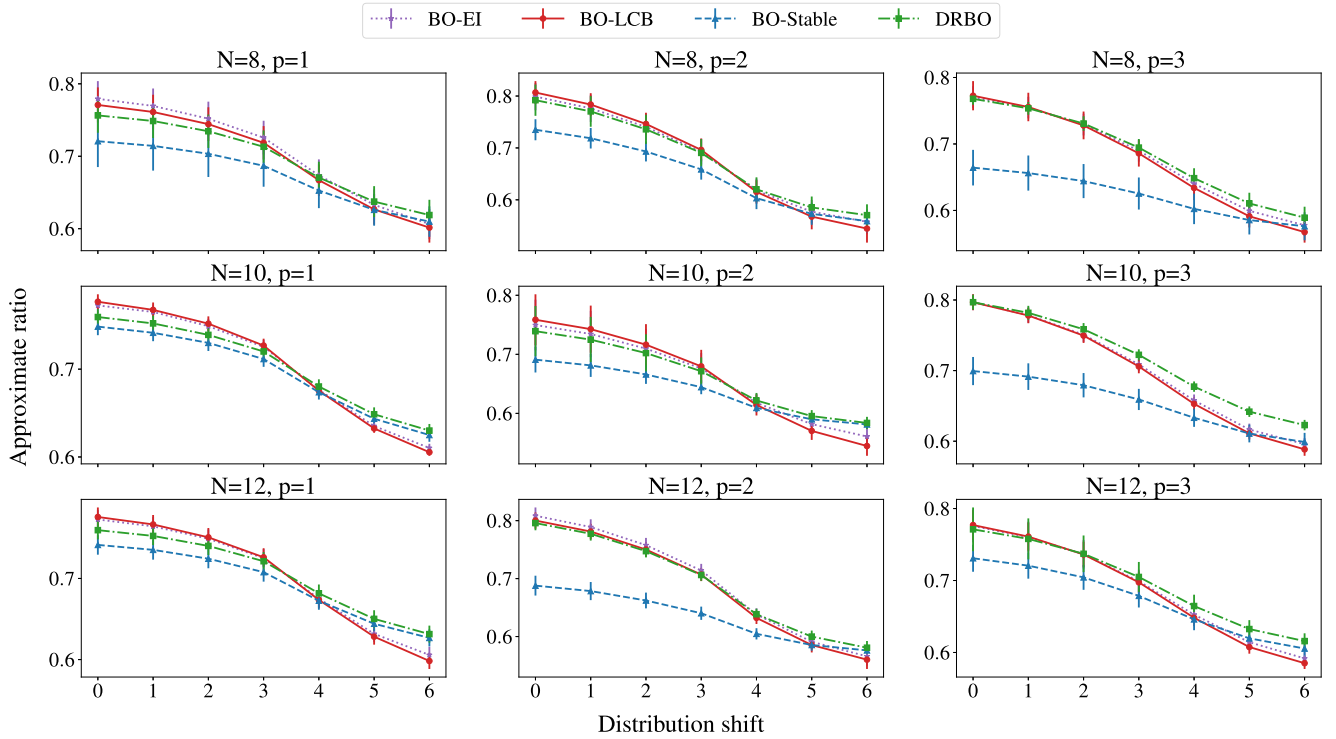 BO-EI BO-LCB BO-Stable DRBO
N=8, p=1 N=8, p=2 N=8, p=3
0.8 0.7 0.6
0.8 0.7 0.6
0.8 0.7 0.6
N=10, p=1 N=10, p=2 N=10, p=3
0.7 0.6
0.8 0.7 0.6
0.8 0.7 0.6
Approximate ratio
N=12, p=1 N=12, p=2 N=12, p=3
0.7 0.6
0.8 0.7 0.6
0.8 0.7 0.6
0 1 2 3 4 5 6 0 1 2 3 4 5 6 0 1 2 3 4 5 6
Distribution shift